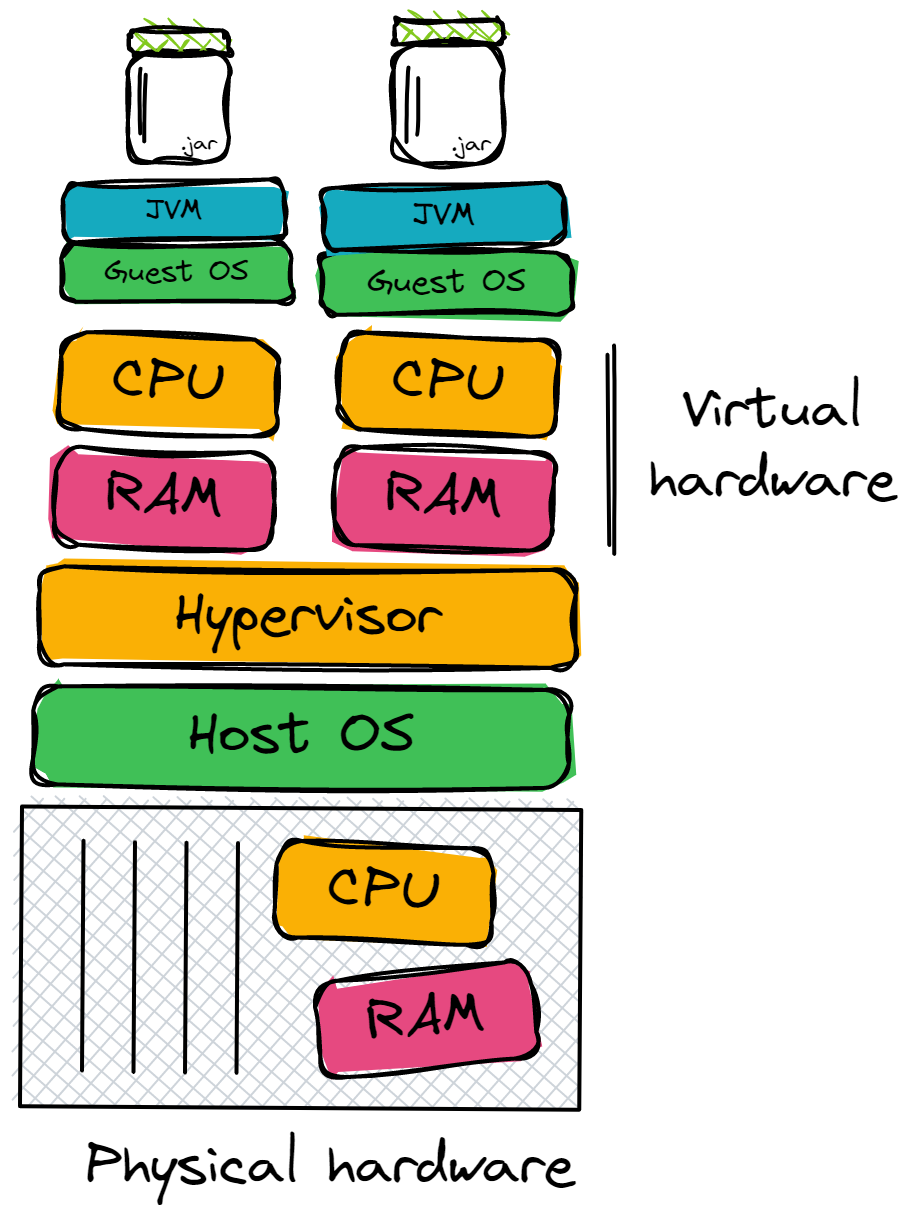 .jar
.jar
JVM
JVM
Guest OS
Guest OS
CPU
CPU
RAM
RAM
Virtual
hardware
Hypervisor
Host OS
CPU
RAM
Physical hardware